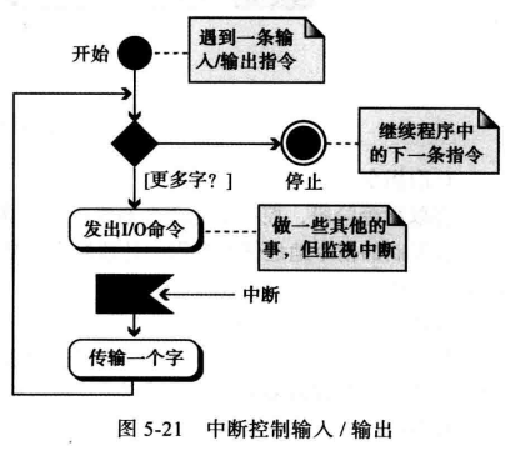 开始
遇到一条输
入/输出指令
继续程序中
的下一条指令
[更多字?]
停止
发出I/O命令
做一些其他的
事，但监视中断
中断
传输一个字
图 5-21 中断控制输入 / 输出